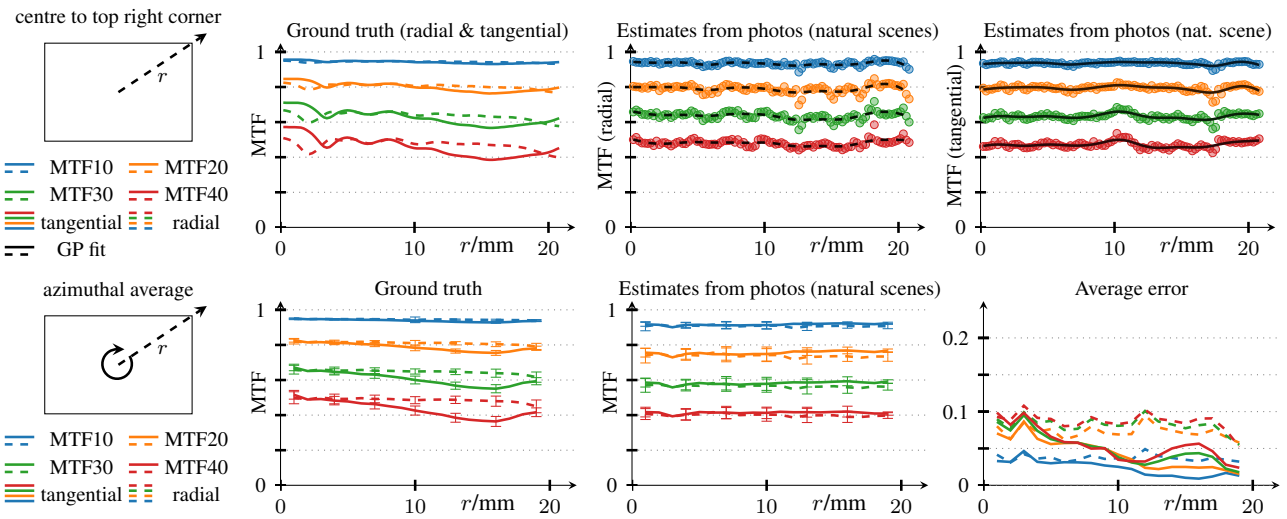 centre to top right corner
r
MTF10 MTF20
MTF30 MTF40
tangential radial
GP fit
Ground truth (radial & tangential)
1
MTF
0
0 10 20
r/mm
Estimates from photos (natural scenes)
1
MTF (radial)
0
0 10 20
r/mm
Estimates from photos (nat. scene)
1
MTF (tangential)
0
0 10 20
r/mm
azimuthal average
r
MTF10 MTF20
MTF30 MTF40
tangential radial
Ground truth
1
MTF
0
0 10 20
r/mm
Estimates from photos (natural scenes)
1
MTF
0
0 10 20
r/mm
Average error
0.2
0.1
0
0 10 20
r/mm